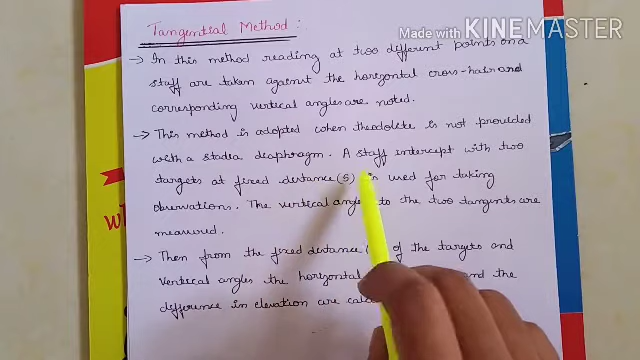 Made with KINEMASTER
Tangential Method :
→ In this method reading at two different points on a
staff are taken against the horizontal cross-hair and
corresponding vertical angles are noted.
→ This method is adopted when theodolite is not provided
with a stadia diaphragm. A staff intercept with two
targets at fixed distance (s) in used for taking
observations. The vertical to the two tangents are
measured.
→ Then from the fixed distance of the targets and
vertical angles the horizontal and the
difference in elevation are